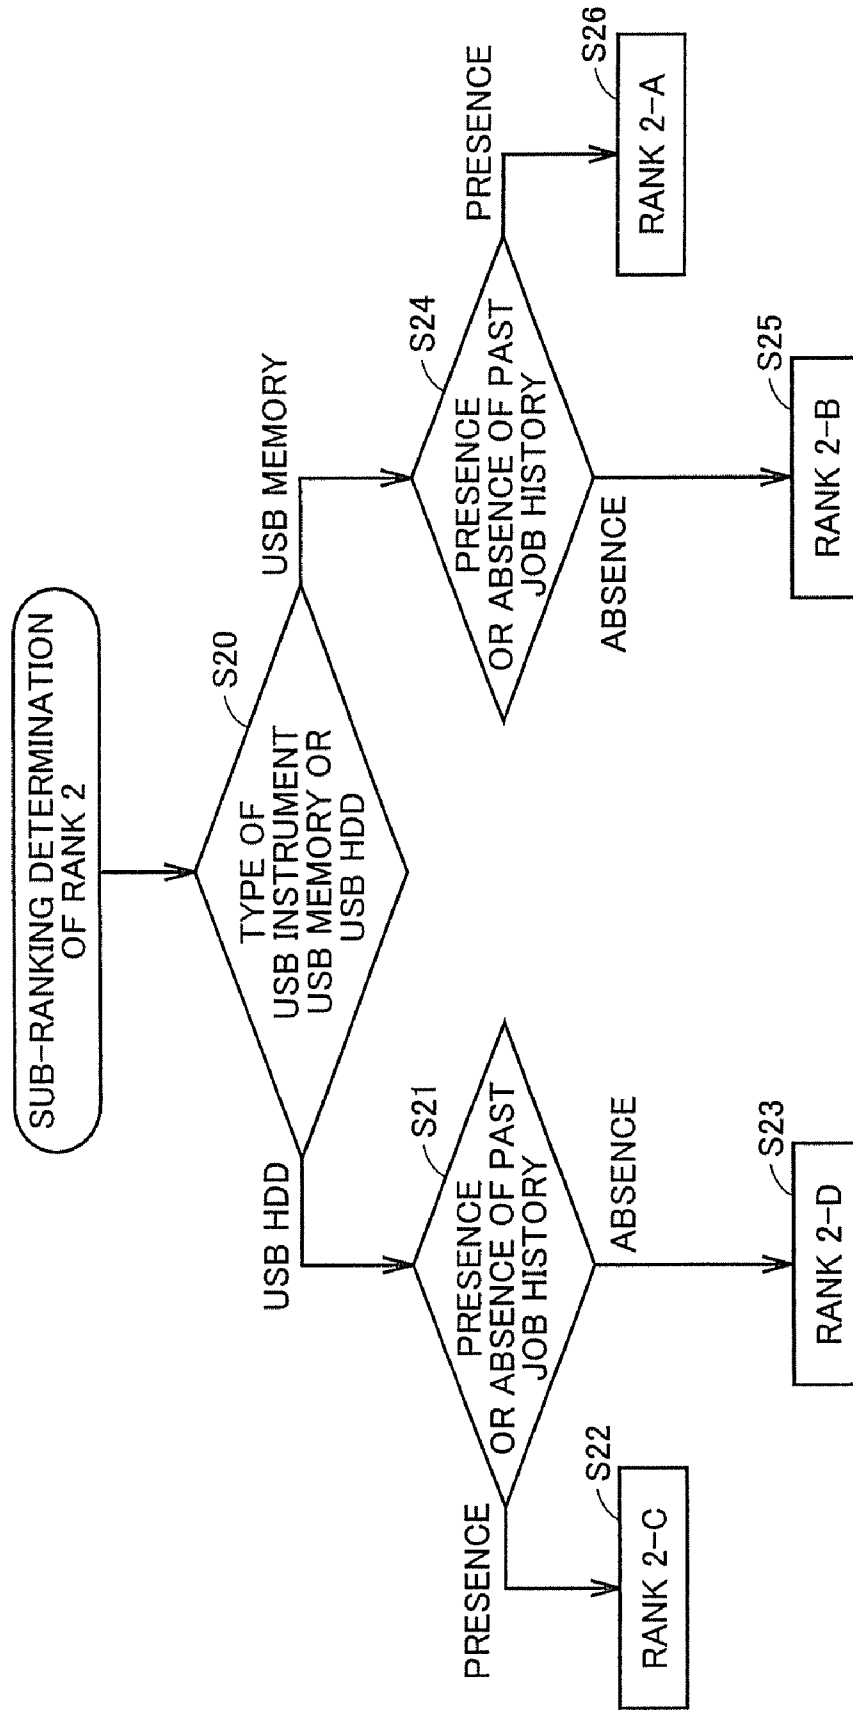 SUB-RANKING DETERMINATION
OF RANK 2
S20
TYPE OF
USB INSTRUMENT
USB MEMORY OR
USB HDD
USB HDD
USB MEMORY
S21
PRESENCE
OR ABSENCE OF PAST
JOB HISTORY
S24
PRESENCE
OR ABSENCE OF PAST
JOB HISTORY
PRESENCE
ABSENCE
ABSENCE
PRESENCE
S22
RANK 2-C
S23
RANK 2-D
S25
RANK 2-B
S26
RANK 2-A